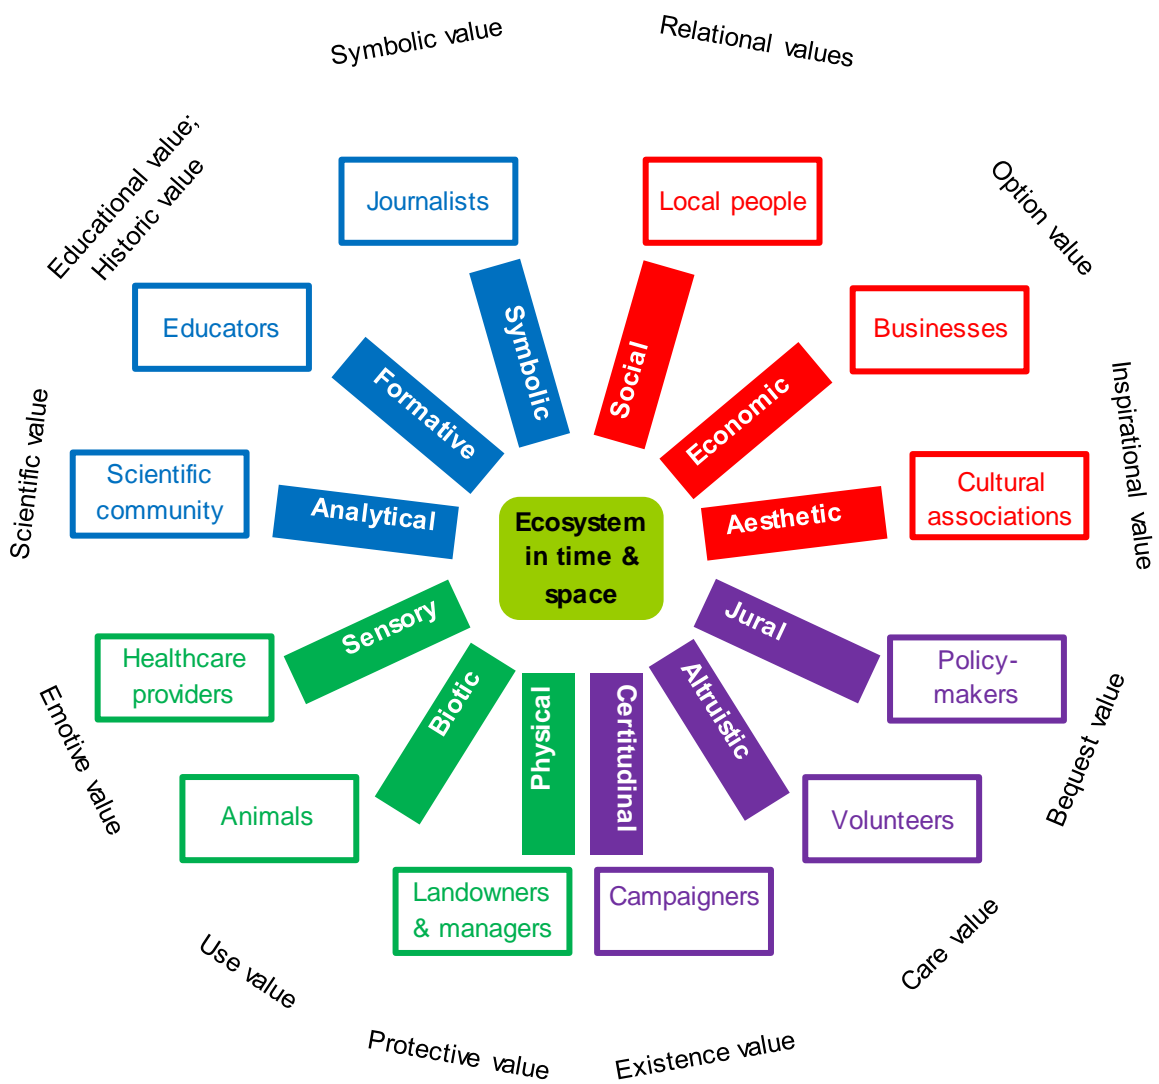 Symbolic value
Relational values
Educational value;
Historic value
Option value
Journalists
Local people
Educators
Businesses
Symbolic
Social
Formative
Economic
Scientific value
Inspirational value
Scientific
community
Cultural
associations
Analytical
Aesthetic
Ecosystem
in time &
space
Sensory
Jural
Healthcare
providers
Policy-
makers
Biotic
Physical
Certitudinal
Altruistic
Emotive value
Bequest value
Animals
Volunteers
Landowners
& managers
Campaigners
Use value
Care value
Protective value
Existence value